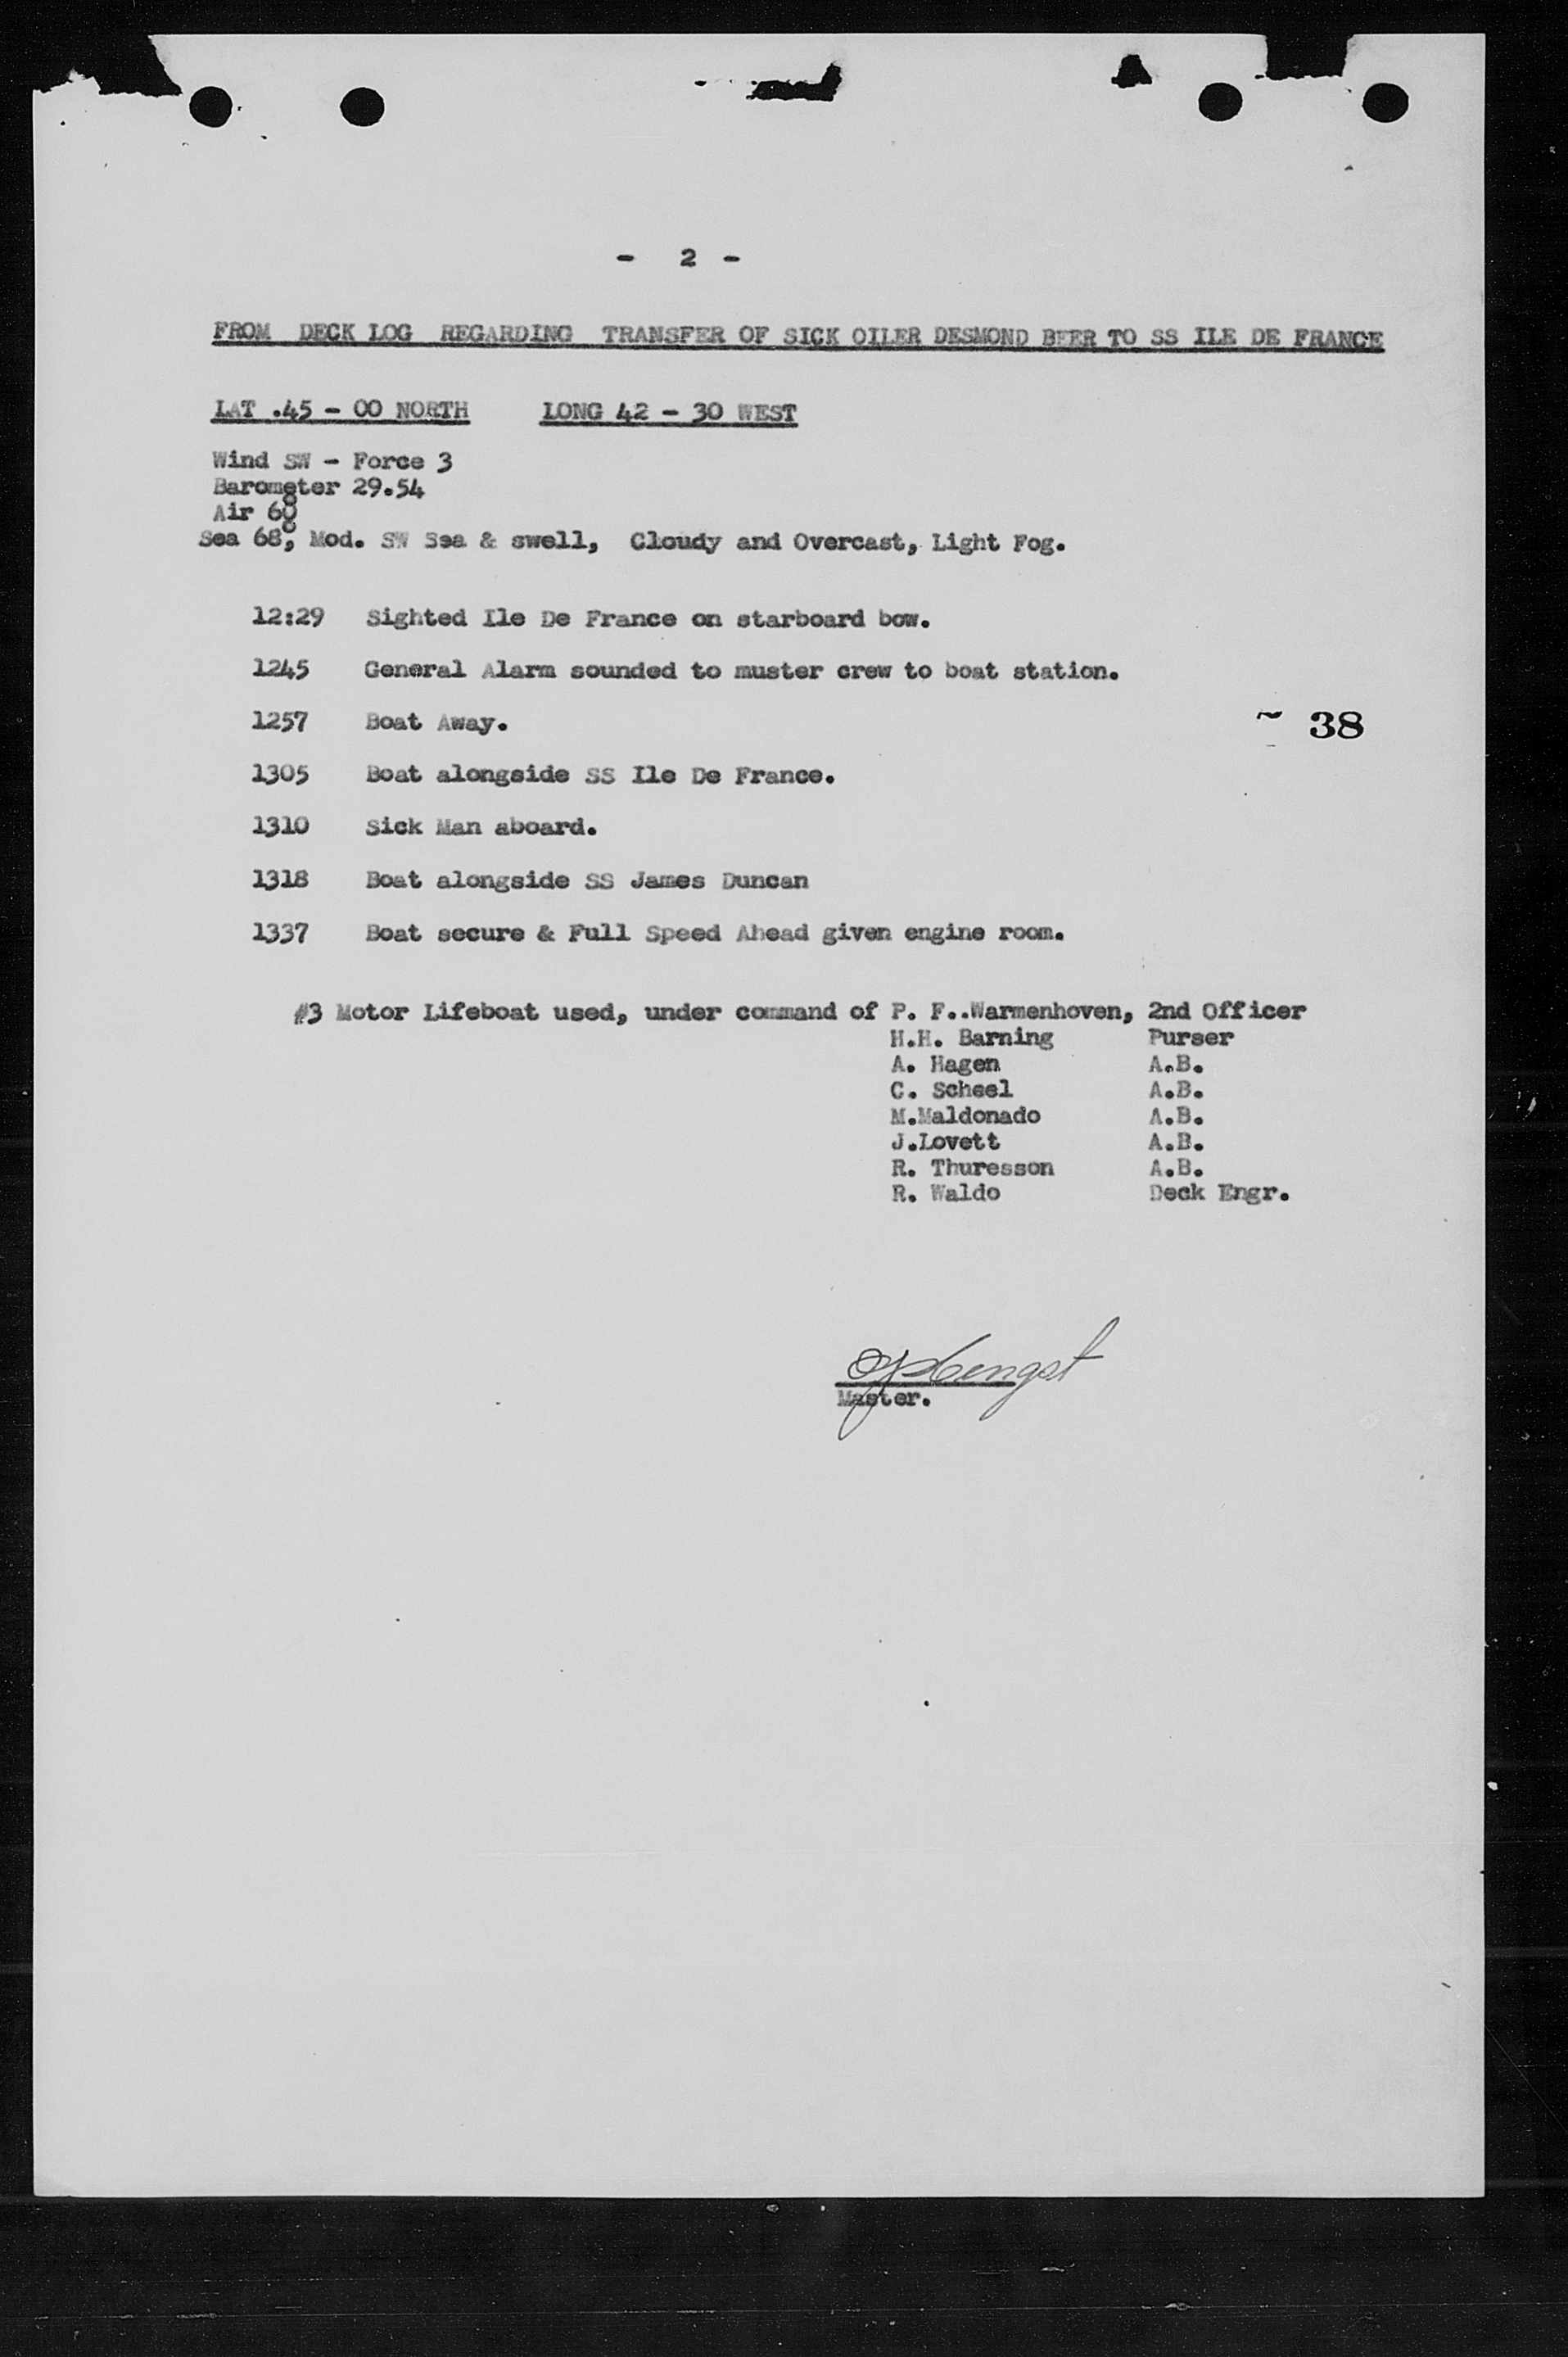 - 2 -
FROM DECK LOG REGARDING TRANSFER OF SICK OILER DESMOND BEER TO SS ILE DE FRANCE
LAT .45 - 00 NORTH LONG 42 - 30 WEST
Wind SW - Force 3
Barometer 29.54
Air 68°
Sea 68°, Mod. SW Sea & swell, Cloudy and Overcast, Light Fog.
12:29 Sighted Ile De France on starboard bow.
1245 General Alarm sounded to muster crew to boat station.
1257 Boat Away.
~ 38
1305 Boat alongside SS Ile De France.
1310 Sick Man aboard.
1318 Boat alongside SS James Duncan
1337 Boat secure & Full Speed Ahead given engine room.
#3 Motor Lifeboat used, under command of P. F..Warmenhoven, 2nd Officer
H.H. Barning Purser
A. Hagen A.B.
C. Scheel A.B.
M.Maldonado A.B.
J.Lovett A.B.
R. Thuresson A.B.
R. Waldo Deck Engr.
Master.